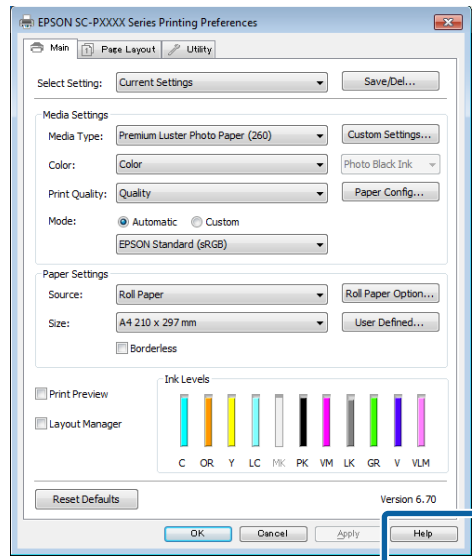 EPSON SC-PXXXX Series Printing Preferences
Main Page Layout Utility
Select Setting: Current Settings Save/Del...
Media Settings
Media Type: Premium Luster Photo Paper (260) Custom Settings...
Color: Color Photo Black Ink
Print Quality: Quality Paper Config...
Mode: Automatic Custom
EPSON Standard (sRGB)
Paper Settings
Source: Roll Paper Roll Paper Option...
Size: A4 210 x 297 mm User Defined...
Borderless
Ink Levels
Print Preview
Layout Manager
C OR Y LC MK PK VM LK GR V VLM
Reset Defaults Version 6.70
OK Cancel Apply Help